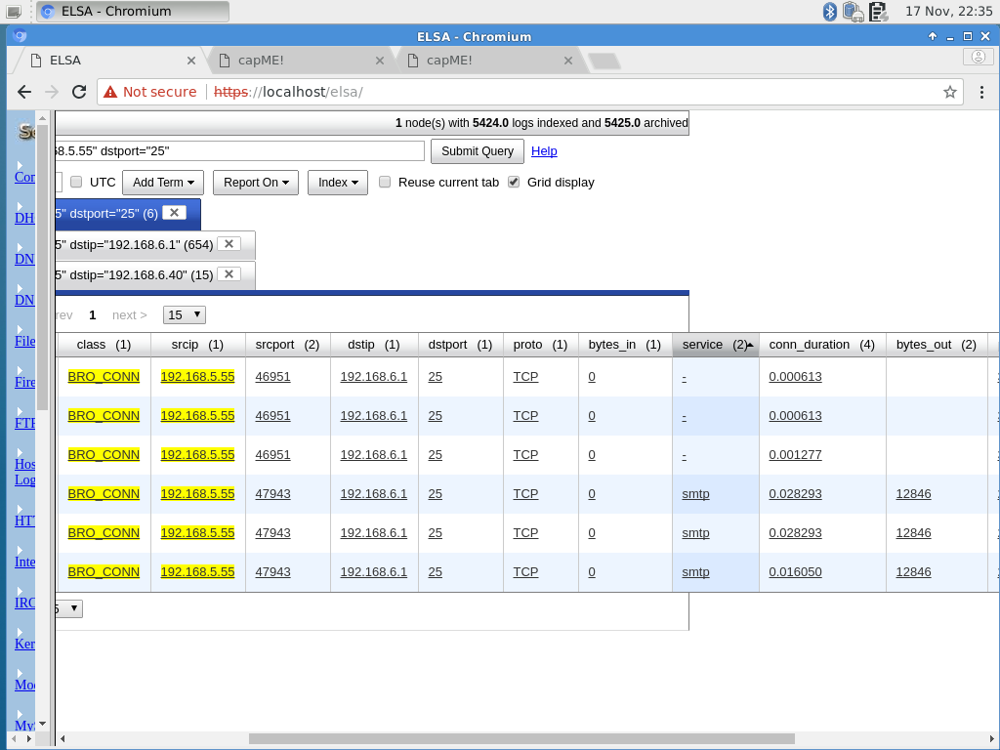 ELSA - Chromium 17 Nov, 22:35
ELSA - Chromium
ELSA capME! capME!
Not secure https://localhost/elsa/
1 node(s) with 5424.0 logs indexed and 5425.0 archived
8.5.55" dstport="25" Submit Query Help
UTC Add Term Report On Index Reuse current tab Grid display
5" dstport="25" (6)
5" dstip="192.168.6.1" (654)
5" dstip="192.168.6.40" (15)
rev 1 next > 15
class (1) srcip (1) srcport (2) dstip (1) dstport (1) proto (1) bytes_in (1) service (2) conn_duration (4) bytes_out (2)
BRO_CONN 192.168.5.55 46951 192.168.6.1 25 TCP 0 - 0.000613
BRO_CONN 192.168.5.55 46951 192.168.6.1 25 TCP 0 - 0.000613
BRO_CONN 192.168.5.55 46951 192.168.6.1 25 TCP 0 - 0.001277
BRO_CONN 192.168.5.55 47943 192.168.6.1 25 TCP 0 smtp 0.028293 12846
BRO_CONN 192.168.5.55 47943 192.168.6.1 25 TCP 0 smtp 0.028293 12846
BRO_CONN 192.168.5.55 47943 192.168.6.1 25 TCP 0 smtp 0.016050 12846
5
Se
Con
DH
DN
DN
File
Fire
FTP
Hos
Log
HTT
Inte
IRC
Ker
Mod
My